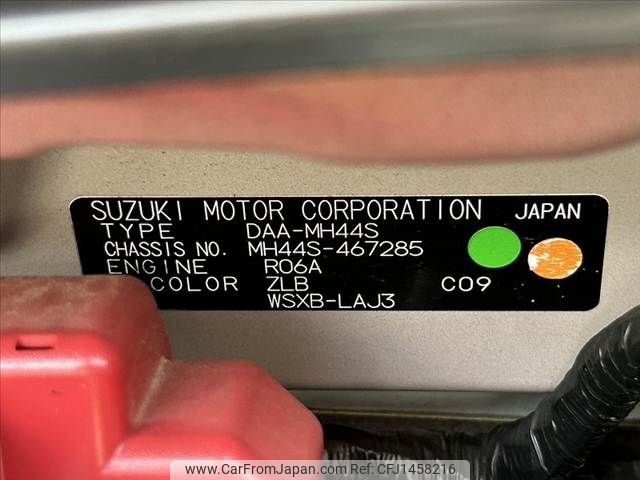 SUZUKI MOTOR CORPORATION JAPAN
TYPE DAA-MH44S
CHASSIS NO. MH44S-467285
ENGINE R06A
COLOR ZLB C09
WSXB-LAJ3
www.CarFromJapan.com - CFJ1458216